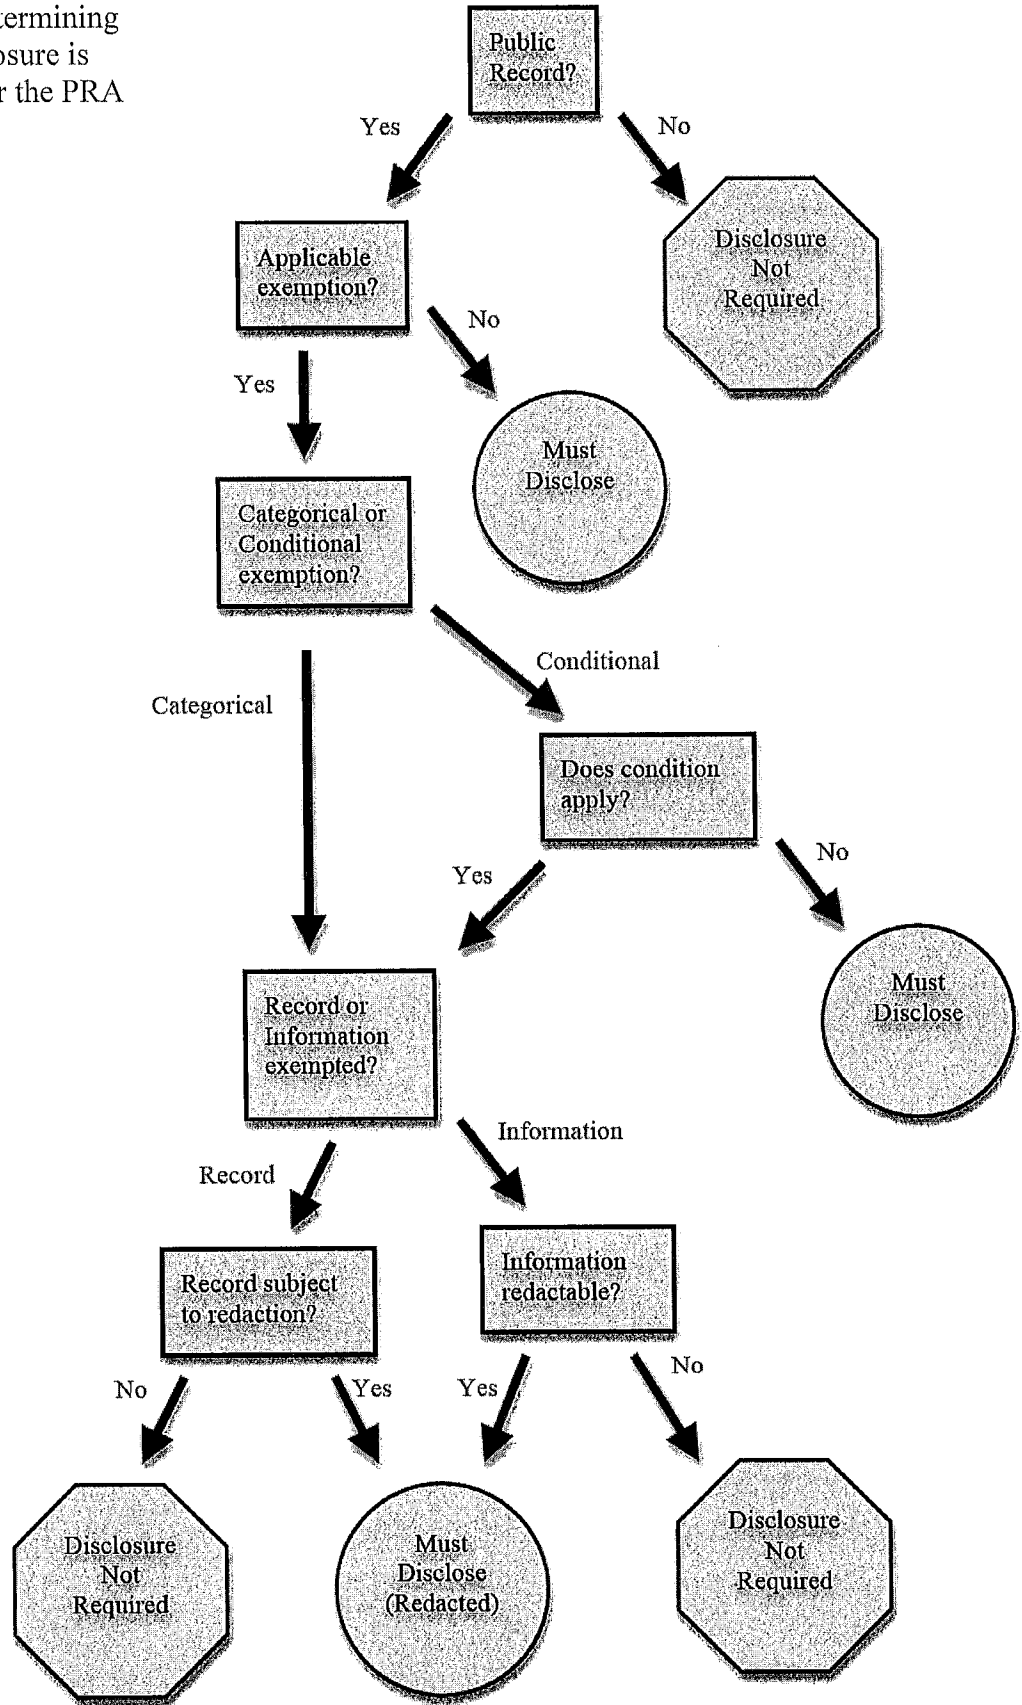 termining
osure is
r the PRA
Public
Record?
Yes
No
Applicable
exemption?
Disclosure
Not
Required
No
Yes
Must
Disclose
Categorical or
Conditional
exemption?
Conditional
Categorical
Does condition
apply?
Yes
No
Must
Disclose
Record or
Information
exempted?
Information
Record
Information
redactable?
Record subject
to redaction?
No
Yes
Yes
No
Disclosure
Not
Required
Must
Disclose
(Redacted)
Disclosure
Not
Required